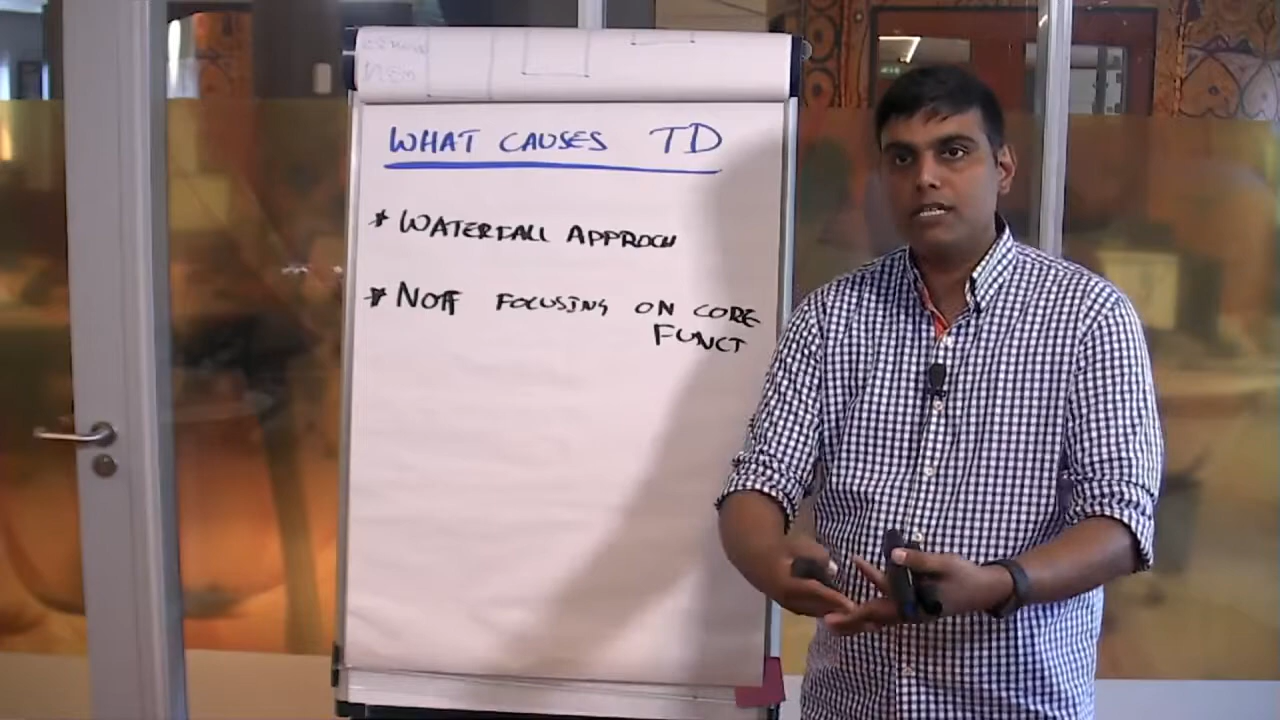 WHAT CAUSES TD
* WATERFALL APPROCH
* NOT FOCUSING ON CORE
FUNCT